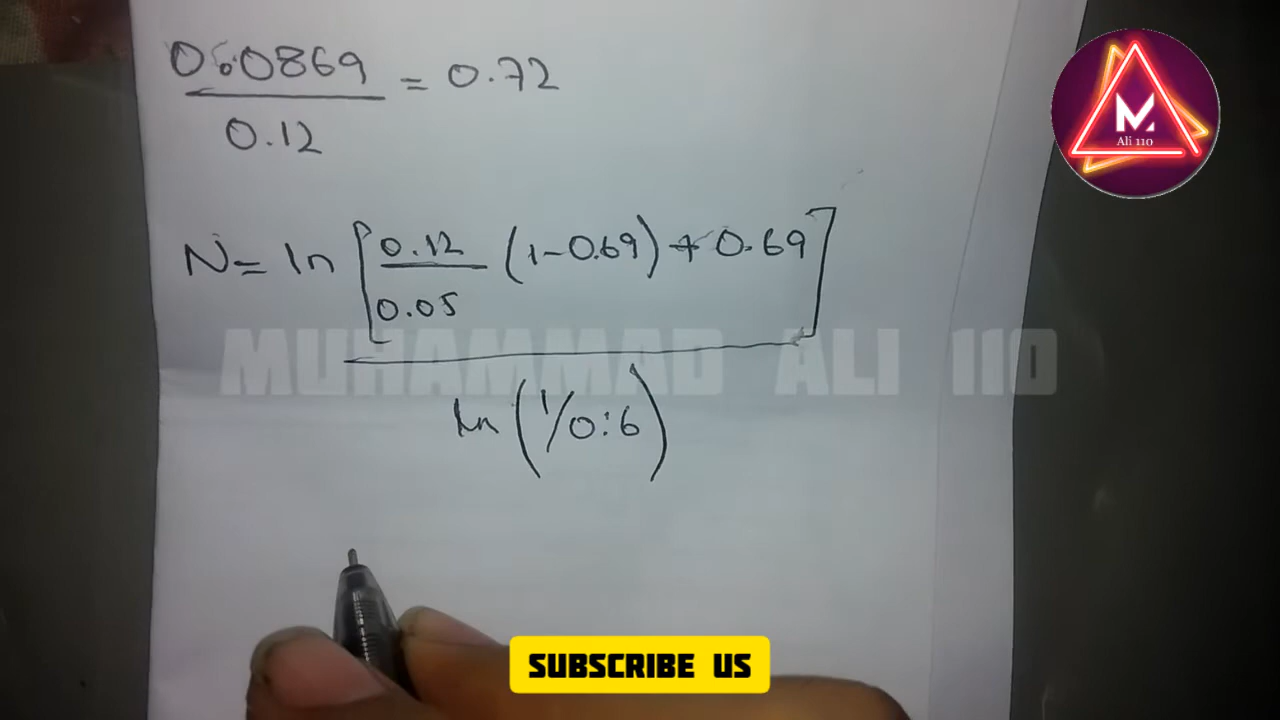 0.0869
0.12
= 0.72
M
Ali 110
N = ln [ 0.12 / 0.05 (1 - 0.69) + 0.69 ]
ln (1/0.6)
MUHAMMAD ALI 110
SUBSCRIBE US